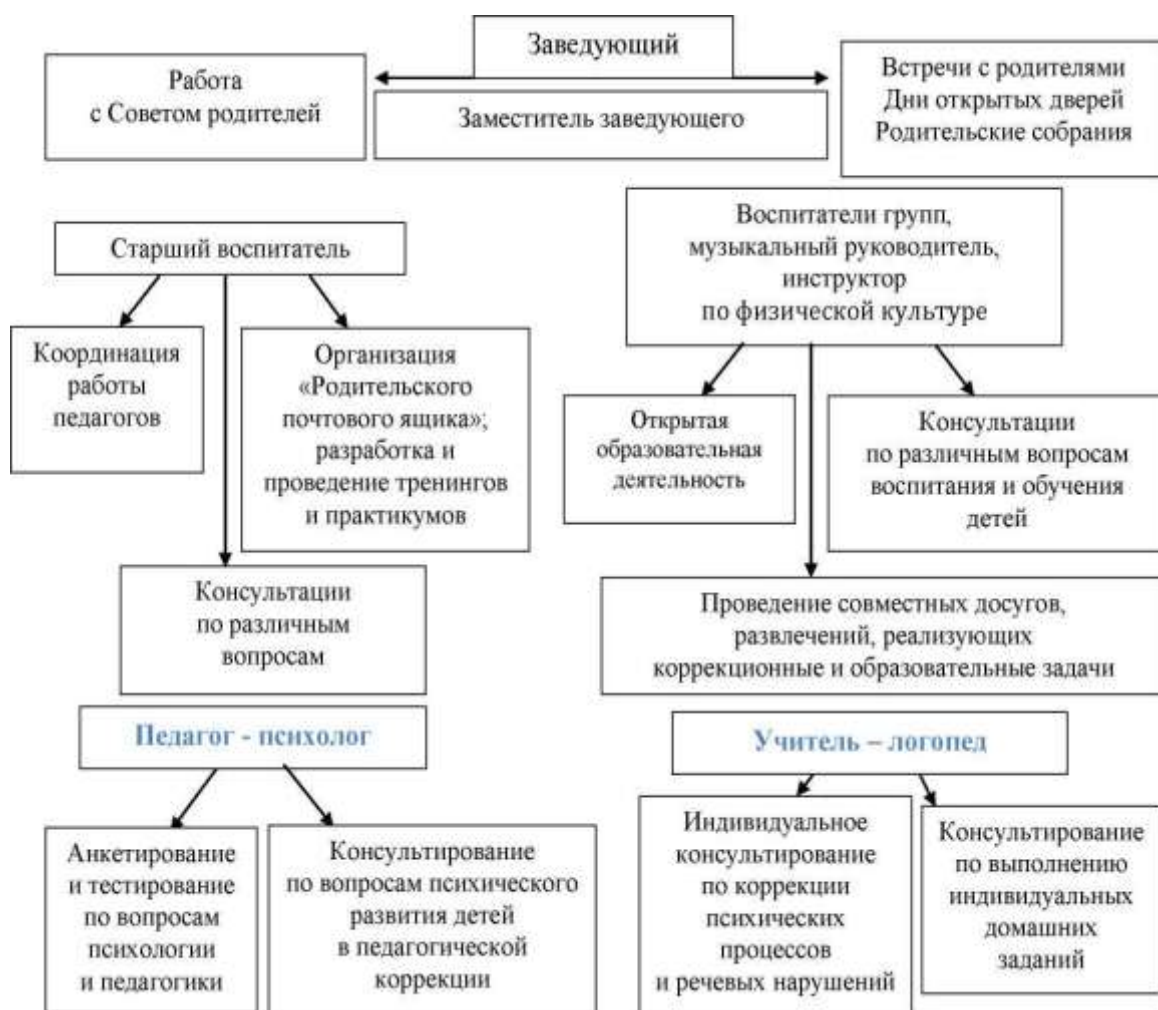 Заведующий
Работа
с Советом родителей
Заместитель заведующего
Встречи с родителями
Дни открытых дверей
Родительские собрания
Старший воспитатель
Воспитатели групп,
музыкальный руководитель,
инструктор
по физической культуре
Координация
работы
педагогов
Организация
«Родительского
почтового ящика»;
разработка и
проведение тренингов
и практикумов
Открытая
образовательная
деятельность
Консультации
по различным вопросам
воспитания и обучения
детей
Консультации
по различным
вопросам
Проведение совместных досугов,
развлечений, реализующих
коррекционные и образовательные задачи
Педагог - психолог
Учитель – логопед
Анкетирование
и тестирование
по вопросам
психологии
и педагогики
Консультирование
по вопросам психического
развития детей
в педагогической
коррекции
Индивидуальное
консультирование
по коррекции
психических
процессов
и речевых нарушений
Консультирование
по выполнению
индивидуальных
домашних
заданий